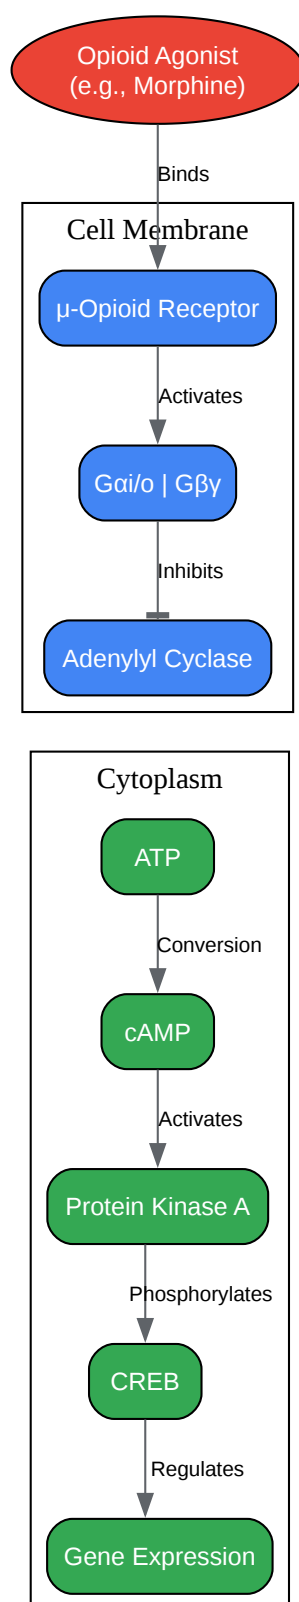 Opioid Agonist
(e.g., Morphine)
Binds
Cell Membrane
μ-Opioid Receptor
Activates
Gαi/o | Gβγ
Inhibits
Adenylyl Cyclase
Cytoplasm
ATP
Conversion
cAMP
Activates
Protein Kinase A
Phosphorylates
CREB
Regulates
Gene Expression